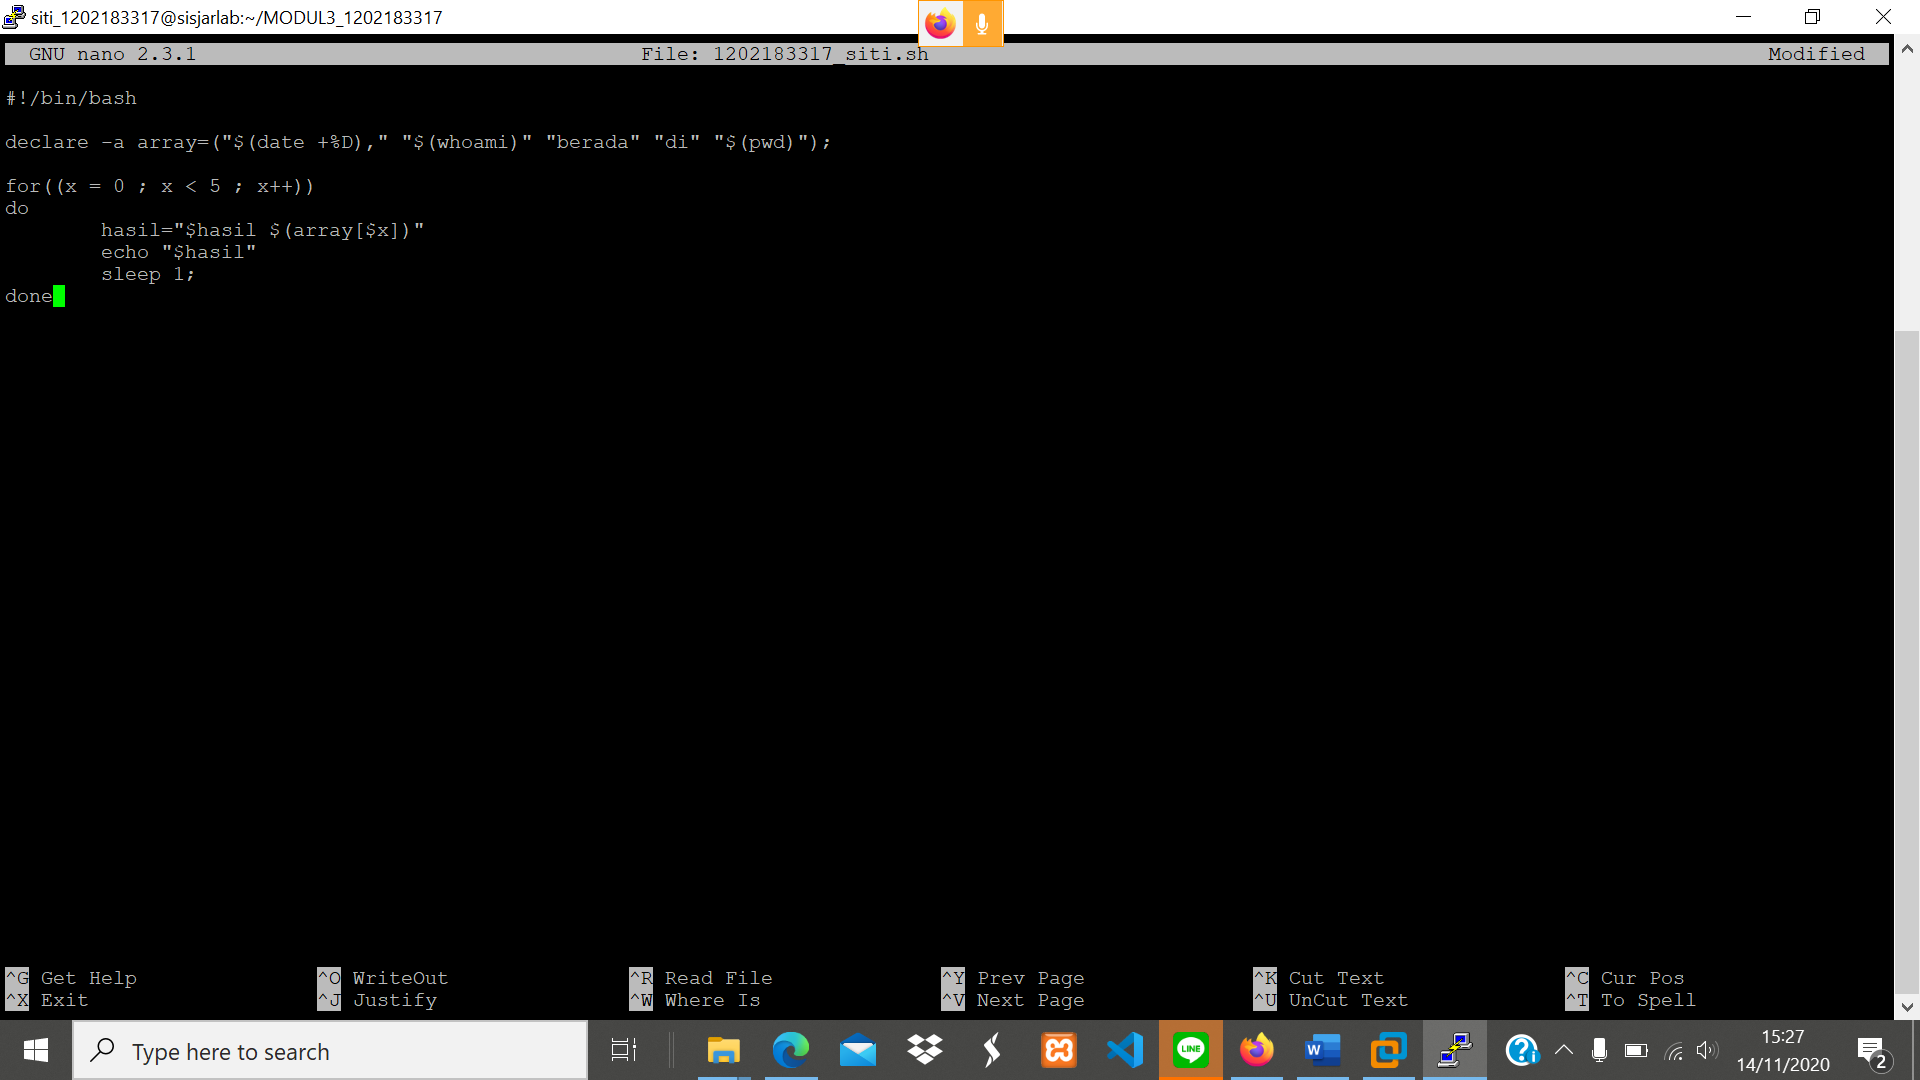 siti_1202183317@sisjarlab:~/MODUL3_1202183317
GNU nano 2.3.1 File: 1202183317_siti.sh Modified
#!/bin/bash
declare -a array=("$(date +%D)," "$(whoami)" "berada" "di" "$(pwd)");
for((x = 0 ; x < 5 ; x++))
do
hasil="$hasil $(array[$x])"
echo "$hasil"
sleep 1;
done
^G Get Help ^O WriteOut ^R Read File ^Y Prev Page ^K Cut Text ^C Cur Pos
^X Exit ^J Justify ^W Where Is ^V Next Page ^U UnCut Text ^T To Spell
Type here to search
LINE
W
15:27
14/11/2020
2